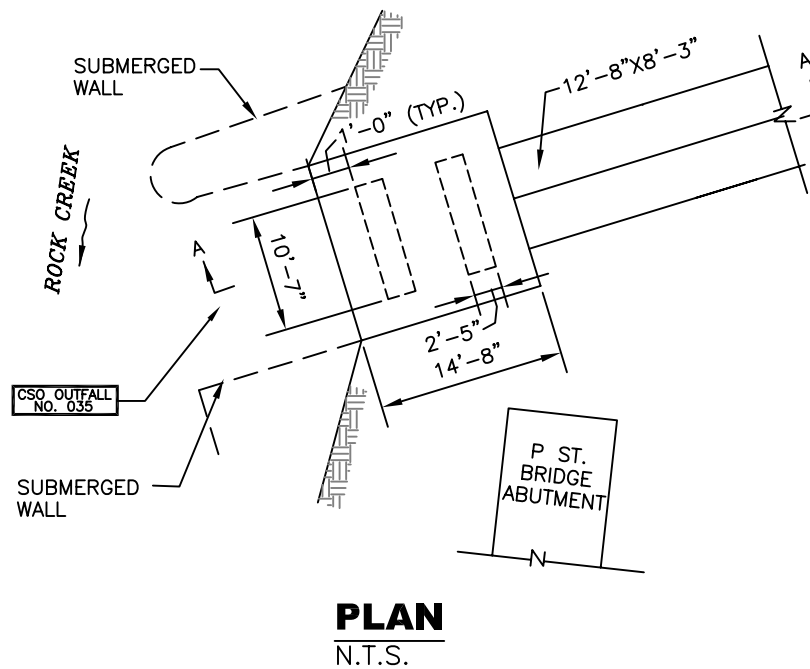 SUBMERGED
WALL
12'-8"X8'-3"
A
1'-0" (TYP.)
ROCK CREEK
A
10'-7"
2'-5"
14'-8"
CSO OUTFALL
NO. 035
SUBMERGED
WALL
P ST.
BRIDGE
ABUTMENT
PLAN
N.T.S.